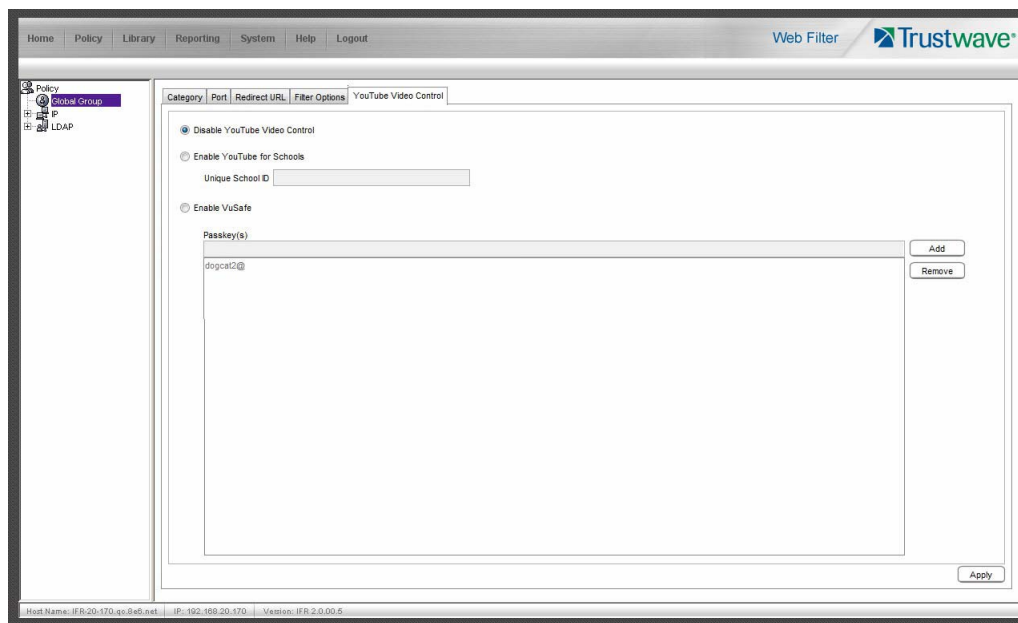 Home Policy Library Reporting System Help Logout
Web Filter
Trustwave®
Policy
Global Group
IP
LDAP
Category Port Redirect URL Filter Options YouTube Video Control
Disable YouTube Video Control
Enable YouTube for Schools
Unique School ID
Enable VuSafe
Passkey(s)
Add
dogcat2@
Remove
Apply
Host Name: IFR-20-170.qc.8e6.net IP: 192.168.20.170 Version: IFR 2.0.00.5